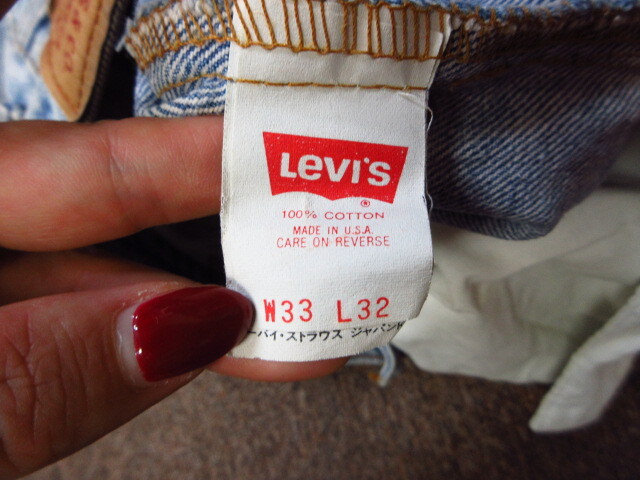 LEVI'S
®
100% COTTON
MADE IN U.S.A.
CARE ON REVERSE
W33 L32
ーバイ・ストラウス ジャパン